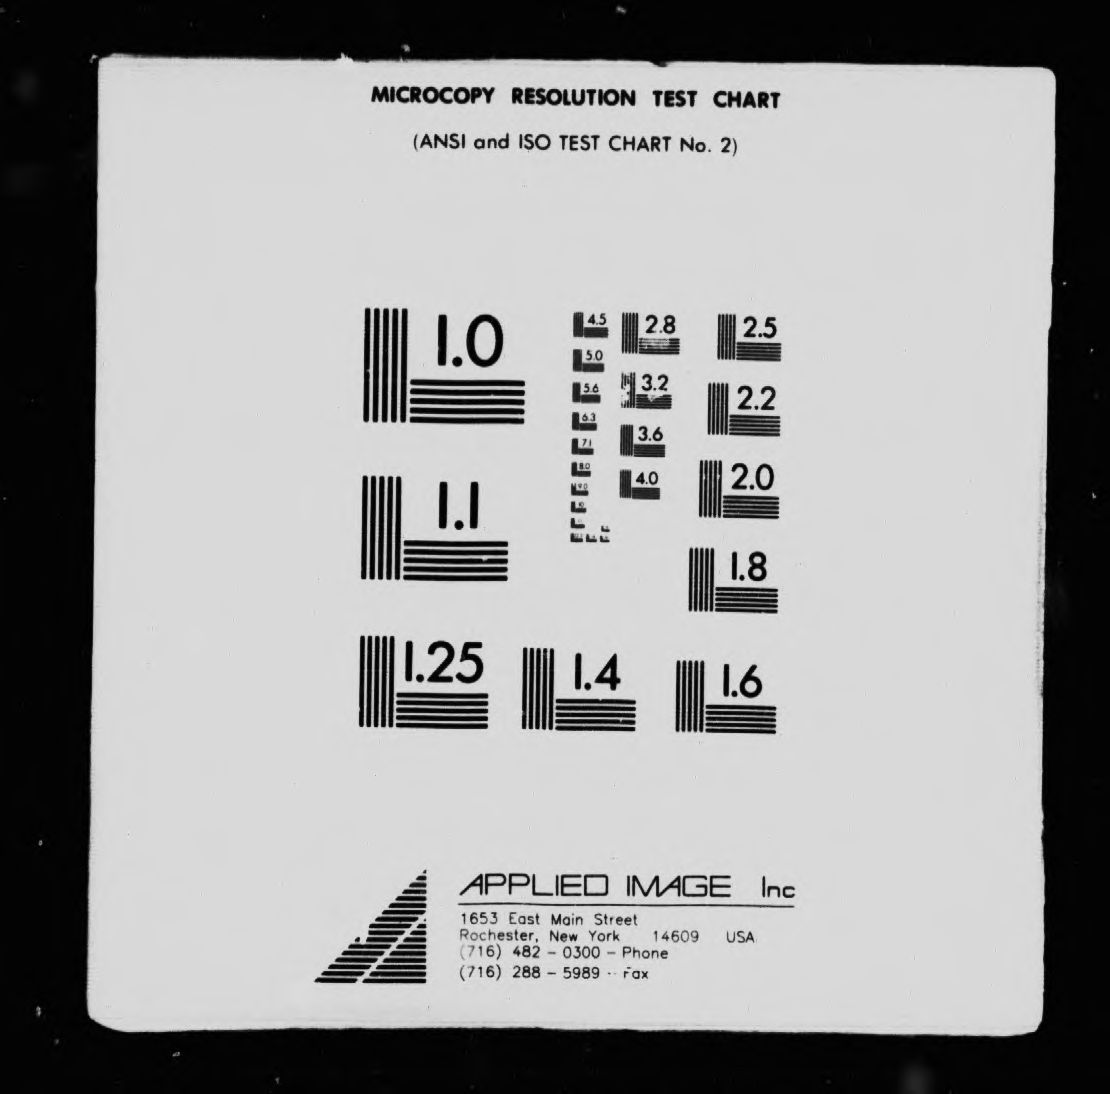 MICROCOPY RESOLUTION TEST CHART
(ANSI and ISO TEST CHART No. 2)
1.0
4.5 2.8 2.5
5.0
5.6 3.2 2.2
6.3
3.6
7.1
8.0 4.0 2.0
9.0
10
1.1
1.8
1.25 1.4 1.6
APPLIED IMAGE Inc
1653 East Main Street
Rochester, New York 14609 USA
(716) 482 - 0300 - Phone
(716) 288 - 5989 - Fax